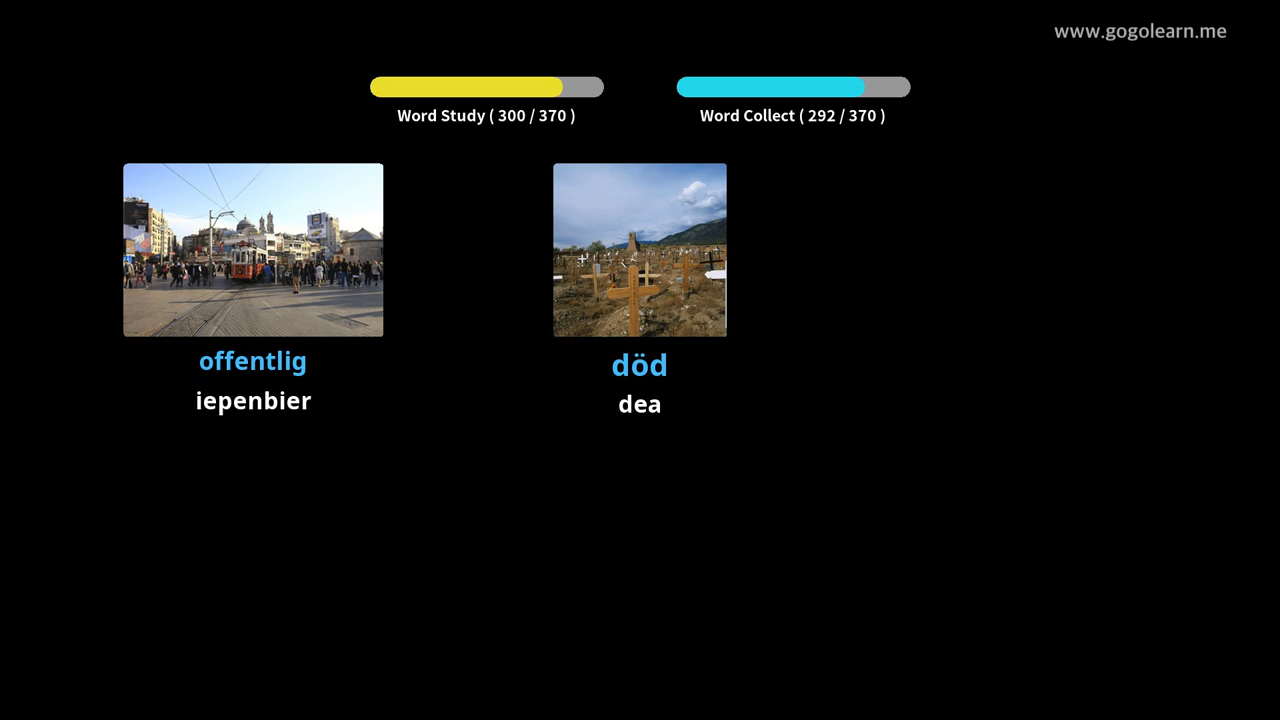 www.gogolearn.me
Word Study ( 300 / 370 )
Word Collect ( 292 / 370 )
offentlig
iepenbier
död
dea